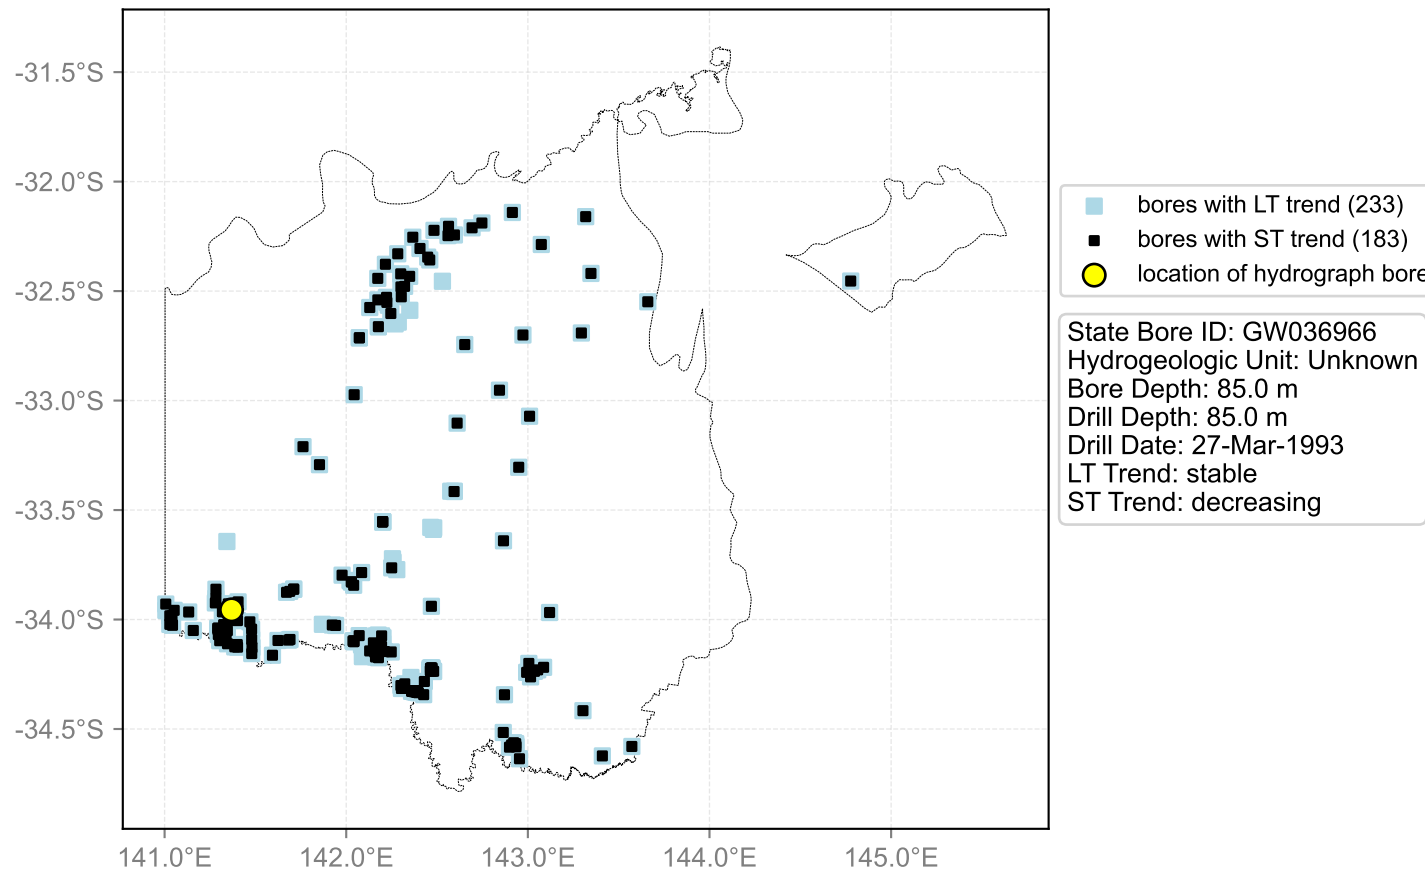 -31.5°S
-32.0°S
-32.5°S
-33.0°S
-33.5°S
-34.0°S
-34.5°S
141.0°E 142.0°E 143.0°E 144.0°E 145.0°E
bores with LT trend (233)
bores with ST trend (183)
location of hydrograph bore
State Bore ID: GW036966
Hydrogeologic Unit: Unknown
Bore Depth: 85.0 m
Drill Depth: 85.0 m
Drill Date: 27-Mar-1993
LT Trend: stable
ST Trend: decreasing